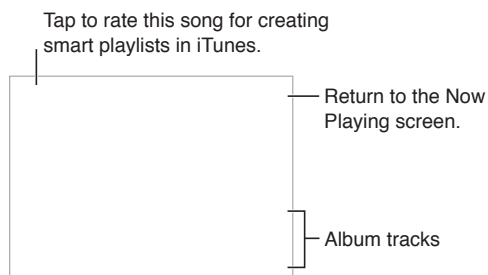 Tap to rate this song for creating
smart playlists in iTunes.
Return to the Now
Playing screen.
Album tracks